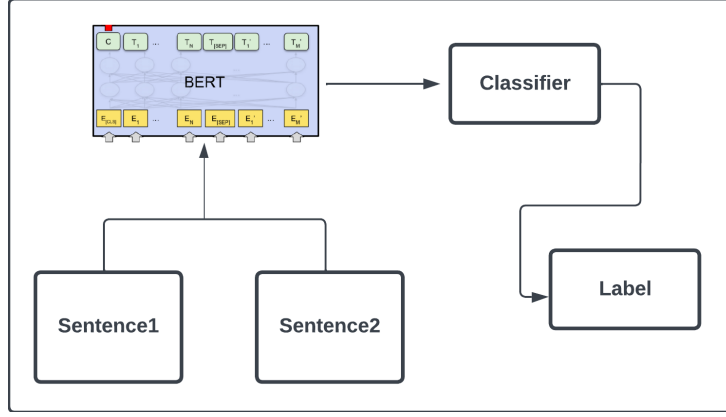 C T1 ... TN T[SEP] T1' ... TM'
BERT
E[CLS] E1 ... EN E[SEP] E1' ... EM'
Classifier
Label
Sentence1 Sentence2